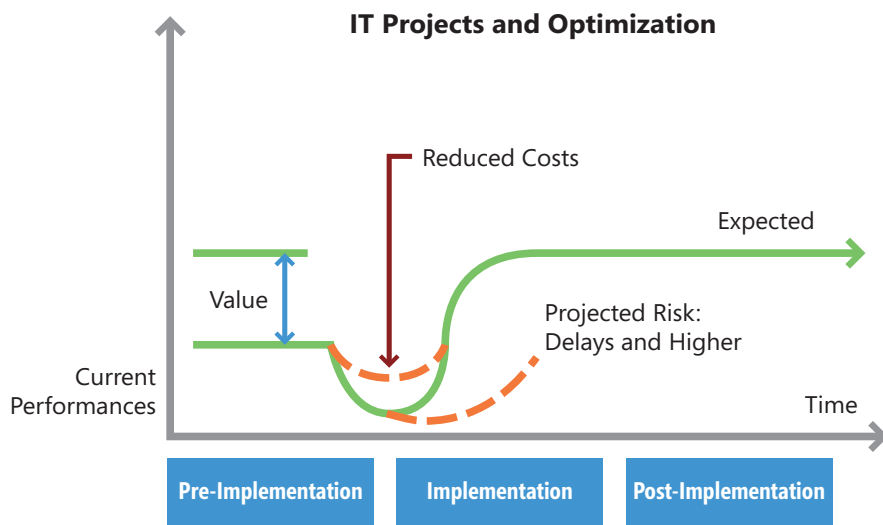 IT Projects and Optimization
Reduced Costs
Expected
Value
Projected Risk:
Delays and Higher
Current
Performances
Time
Pre-Implementation
Implementation
Post-Implementation